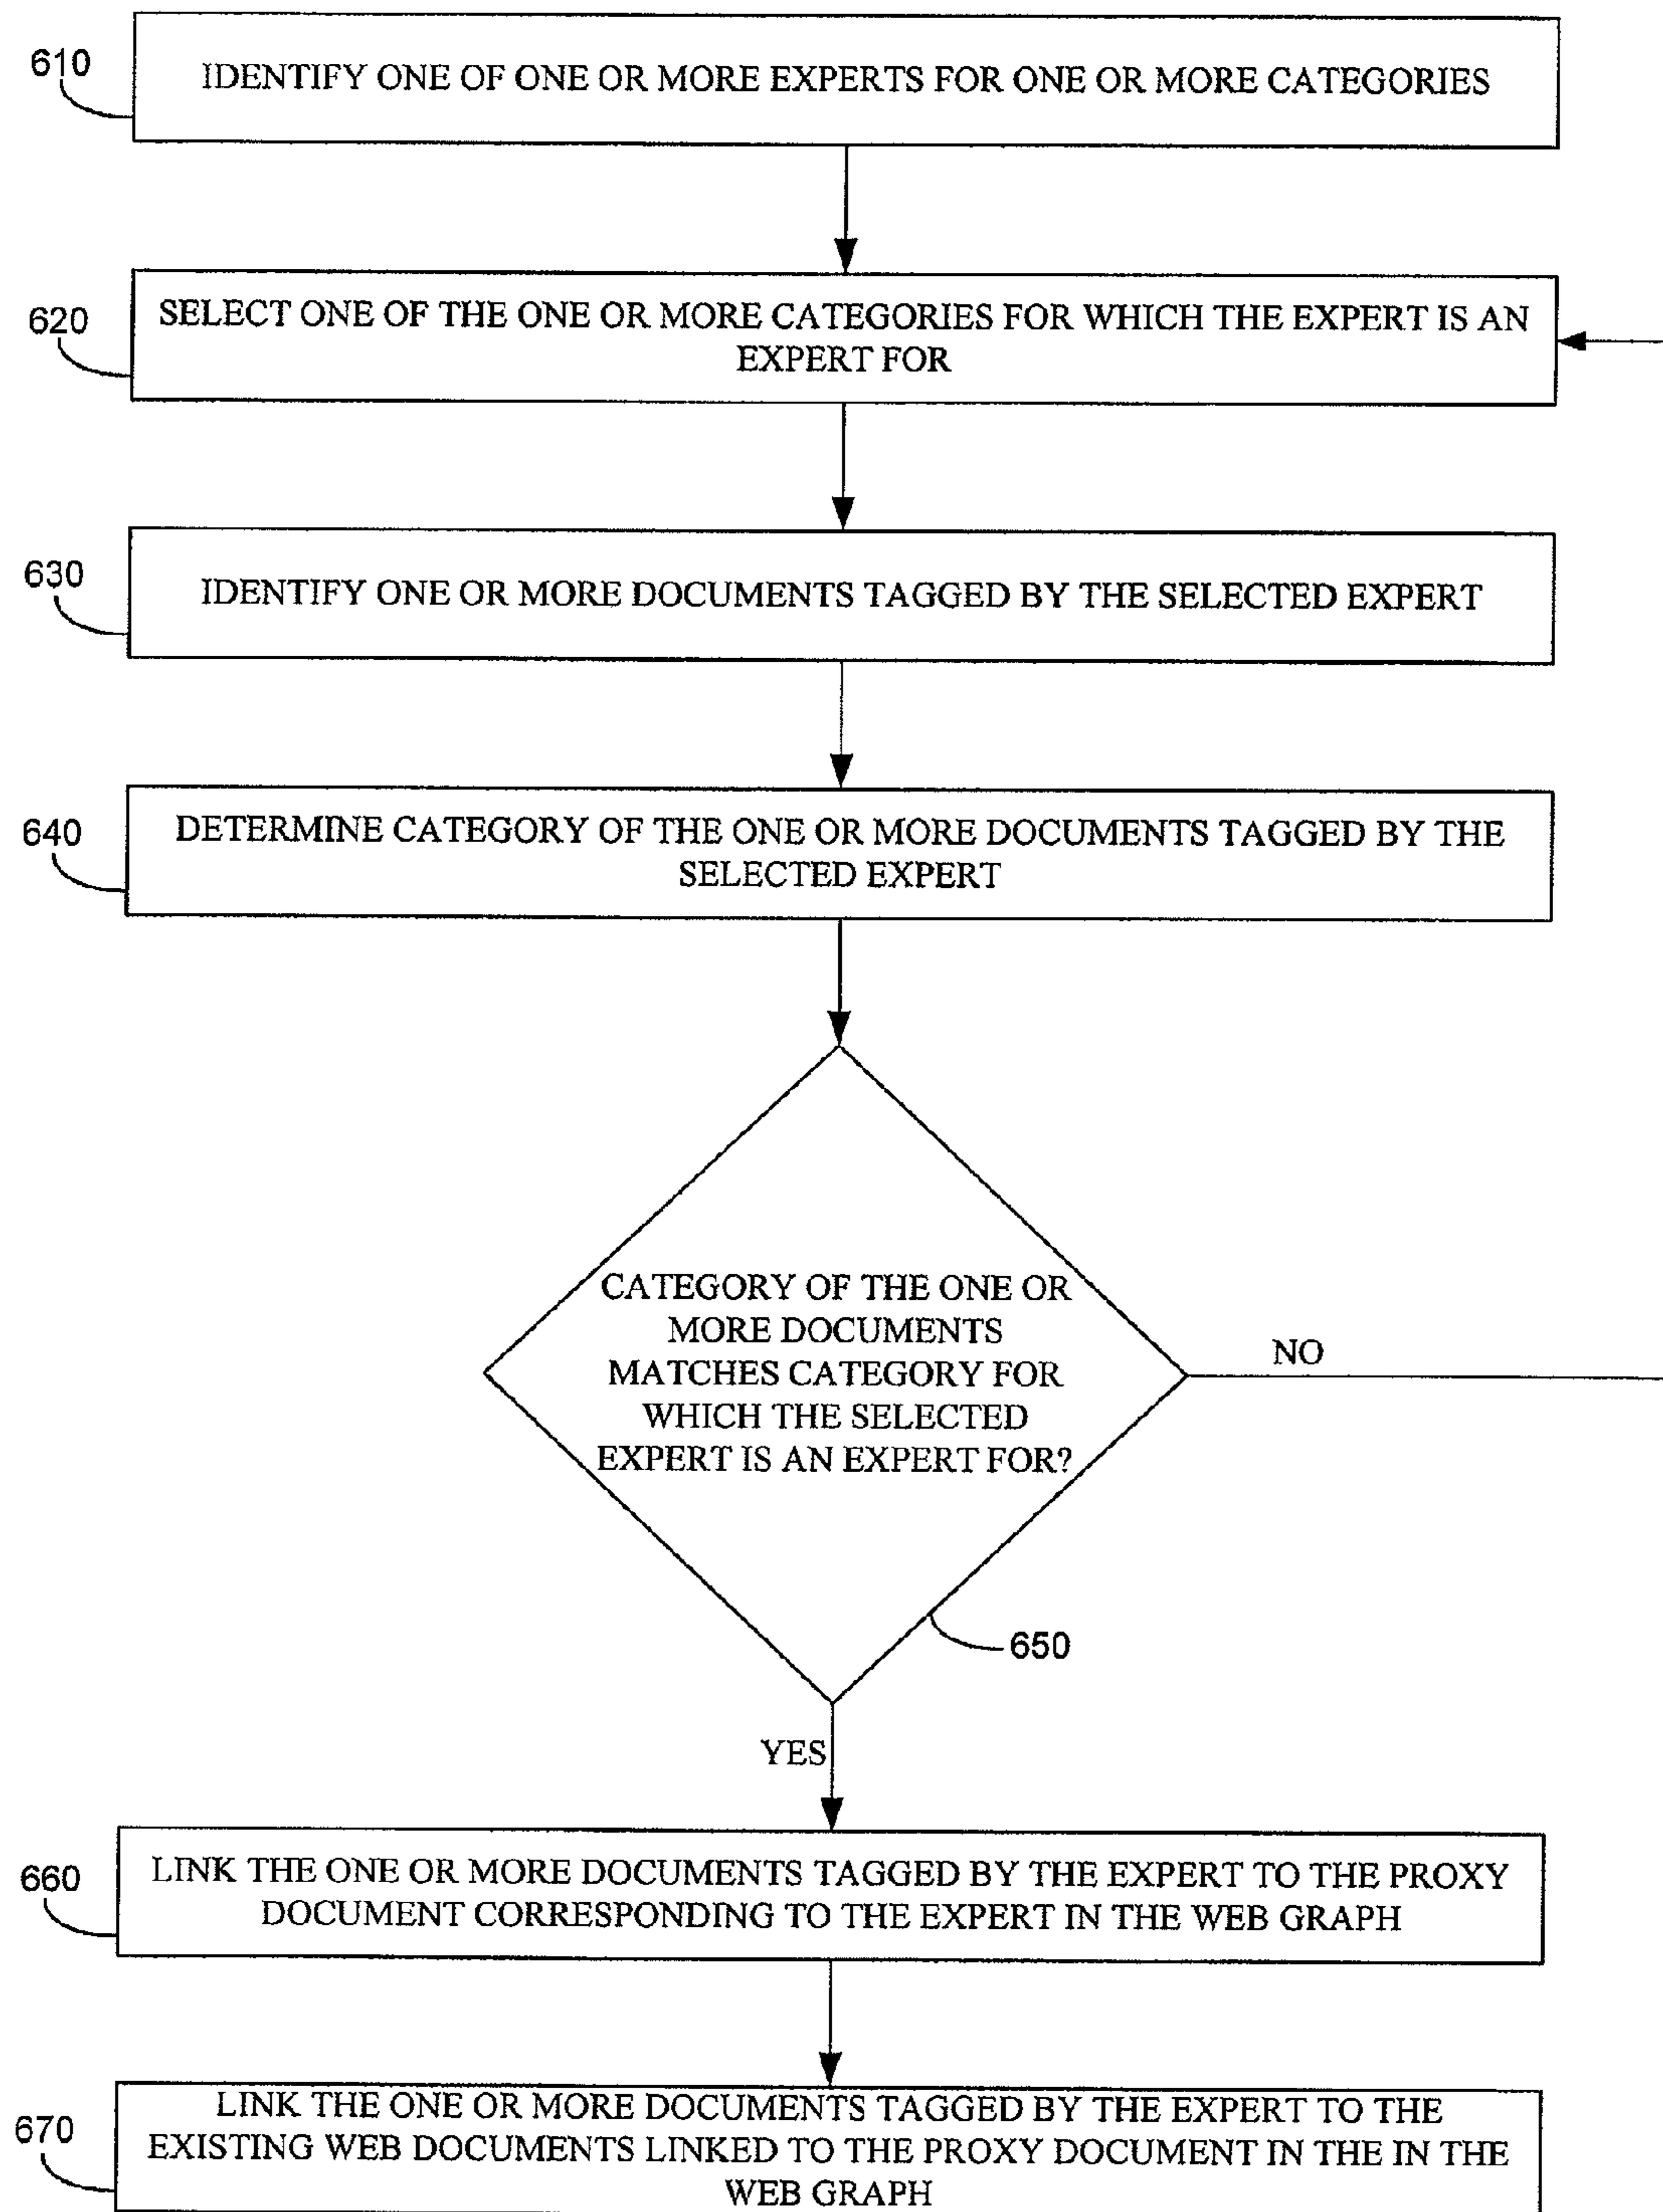 610
IDENTIFY ONE OF ONE OR MORE EXPERTS FOR ONE OR MORE CATEGORIES
620
SELECT ONE OF THE ONE OR MORE CATEGORIES FOR WHICH THE EXPERT IS AN
EXPERT FOR
630
IDENTIFY ONE OR MORE DOCUMENTS TAGGED BY THE SELECTED EXPERT
640
DETERMINE CATEGORY OF THE ONE OR MORE DOCUMENTS TAGGED BY THE
SELECTED EXPERT
CATEGORY OF THE ONE OR
MORE DOCUMENTS
MATCHES CATEGORY FOR
WHICH THE SELECTED
EXPERT IS AN EXPERT FOR?
NO
650
YES
660
LINK THE ONE OR MORE DOCUMENTS TAGGED BY THE EXPERT TO THE PROXY
DOCUMENT CORRESPONDING TO THE EXPERT IN THE WEB GRAPH
670
LINK THE ONE OR MORE DOCUMENTS TAGGED BY THE EXPERT TO THE
EXISTING WEB DOCUMENTS LINKED TO THE PROXY DOCUMENT IN THE IN THE
WEB GRAPH